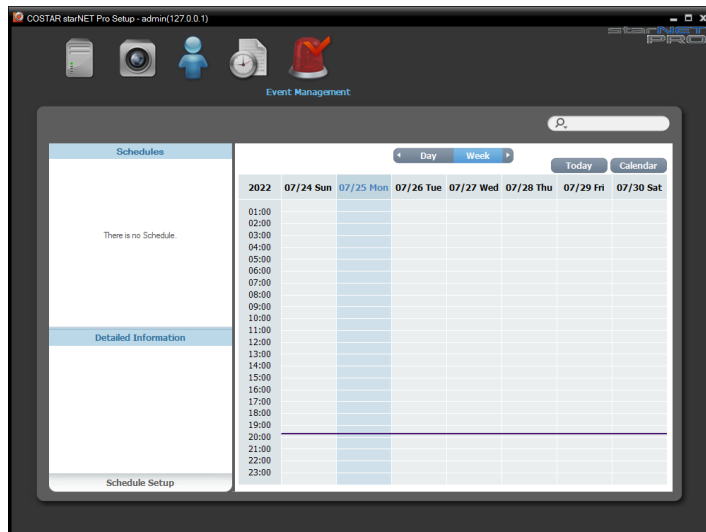 COSTAR starNET Pro Setup - admin(127.0.0.1)
starNET
PRO
Event Management
Schedules
Day Week
Today Calendar
2022 07/24 Sun 07/25 Mon 07/26 Tue 07/27 Wed 07/28 Thu 07/29 Fri 07/30 Sat
There is no Schedule.
01:00
02:00
03:00
04:00
05:00
06:00
07:00
08:00
09:00
10:00
11:00
12:00
13:00
14:00
15:00
16:00
17:00
18:00
19:00
20:00
21:00
22:00
23:00
Detailed Information
Schedule Setup